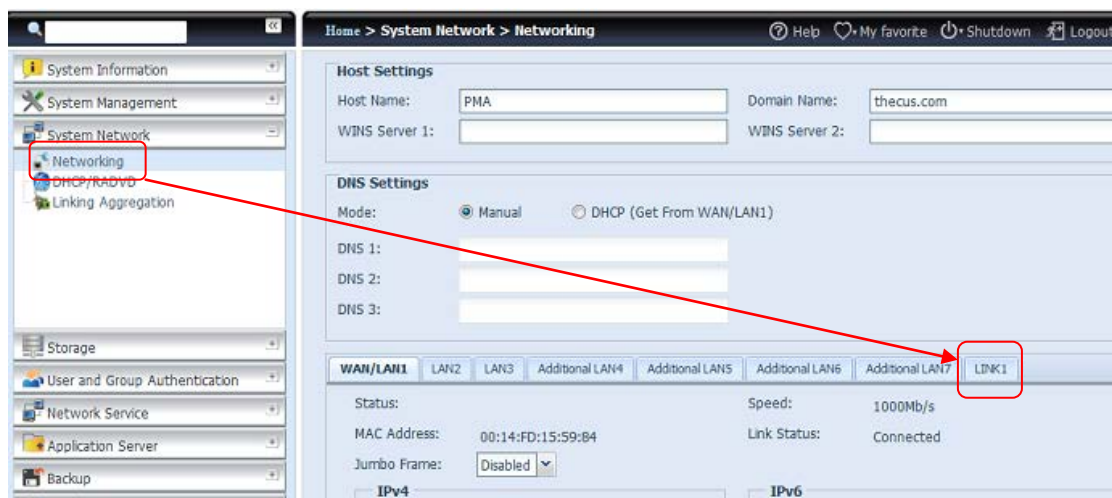 Home > System Network > Networking
Help My favorite Shutdown Logout
System Information
System Management
System Network
Networking
DHCP/RADVD
Linking Aggregation
Storage
User and Group Authentication
Network Service
Application Server
Backup
Host Settings
Host Name: PMA Domain Name: thecus.com
WINS Server 1: WINS Server 2:
DNS Settings
Mode: Manual DHCP (Get From WAN/LAN1)
DNS 1:
DNS 2:
DNS 3:
WAN/LAN1 LAN2 LAN3 Additional LAN4 Additional LAN5 Additional LAN6 Additional LAN7 LINK1
Status: Speed: 1000Mb/s
MAC Address: 00:14:FD:15:59:84 Link Status: Connected
Jumbo Frame: Disabled
IPv4 IPv6